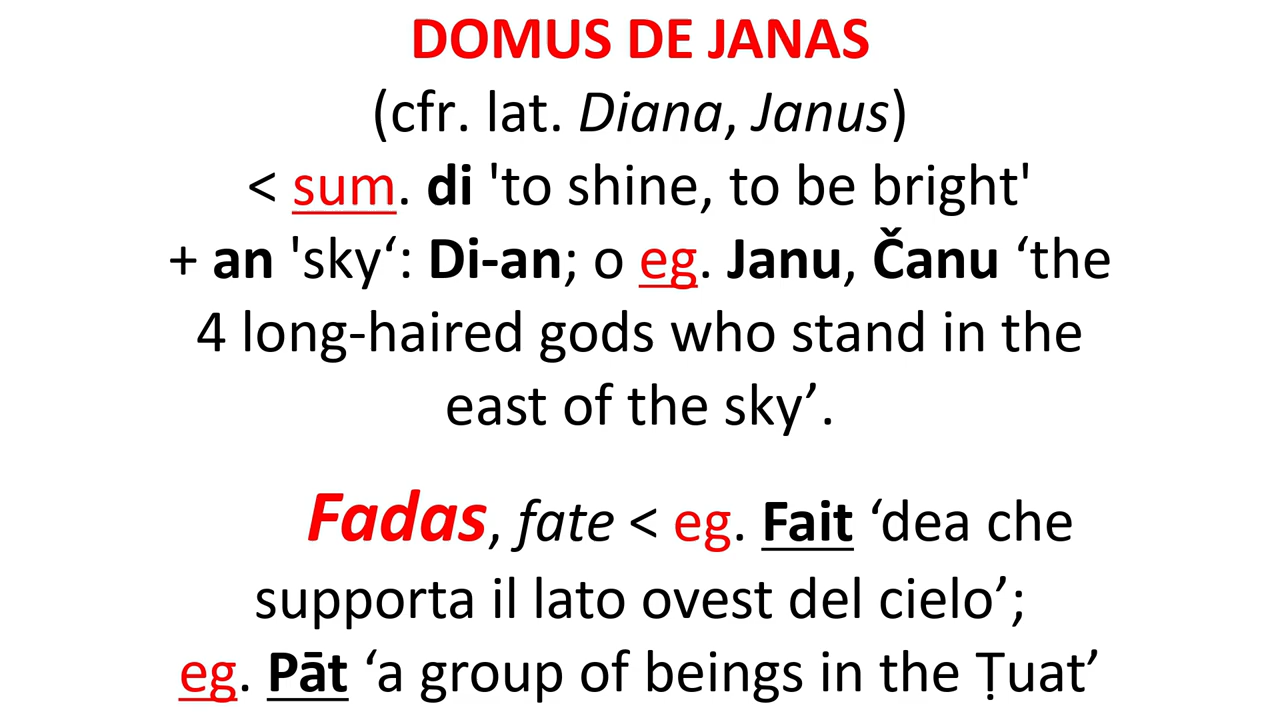 DOMUS DE JANAS
(cfr. lat. Diana, Janus)
< sum. di 'to shine, to be bright'
+ an 'sky‘: Di-an; o eg. Janu, Čanu ‘the
4 long-haired gods who stand in the
east of the sky’.
Fadas, fate < eg. Fait ‘dea che
supporta il lato ovest del cielo’;
eg. Pāt ‘a group of beings in the Ṭuat’